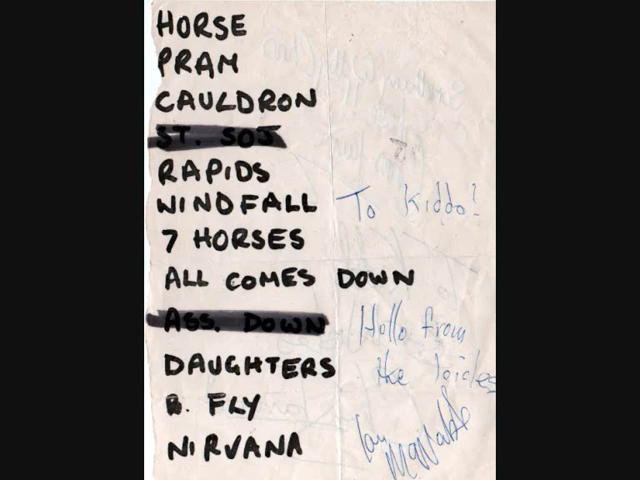 HORSE
PRAM
CAULDRON
ST. SOJ
RAPIDS
WINDFALL
To Kiddo!
7 HORSES
ALL COMES DOWN
ASS. DOWN
Hello from
the Icicles
DAUGHTERS
B. FLY
Ian McNabb
NIRVANA